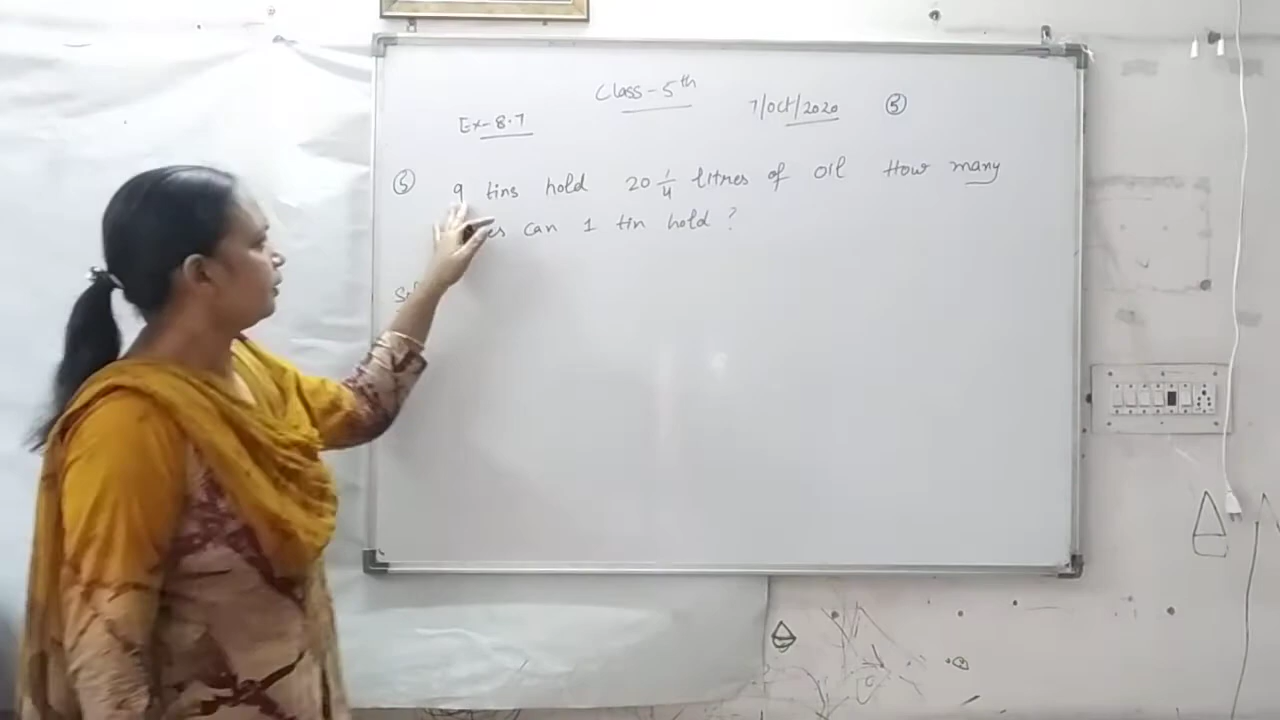 Class-5th
7/Oct/2020 5
Ex-8.7
5 9 tins hold 20 1/4 litres of oil How many
can 1 tin hold ?